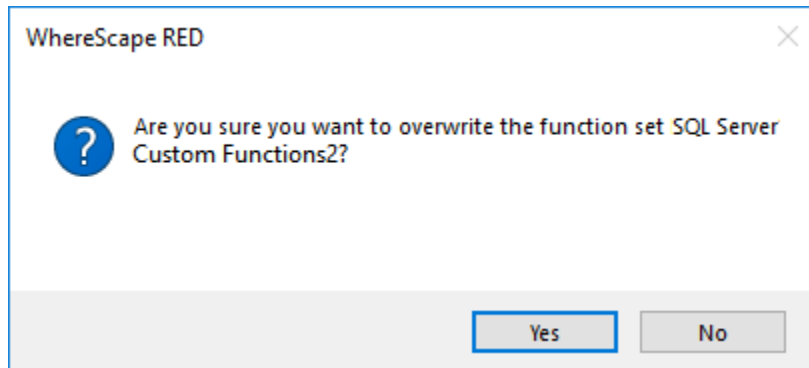 WhereScape RED
Are you sure you want to overwrite the function set SQL Server
Custom Functions2?
Yes
No